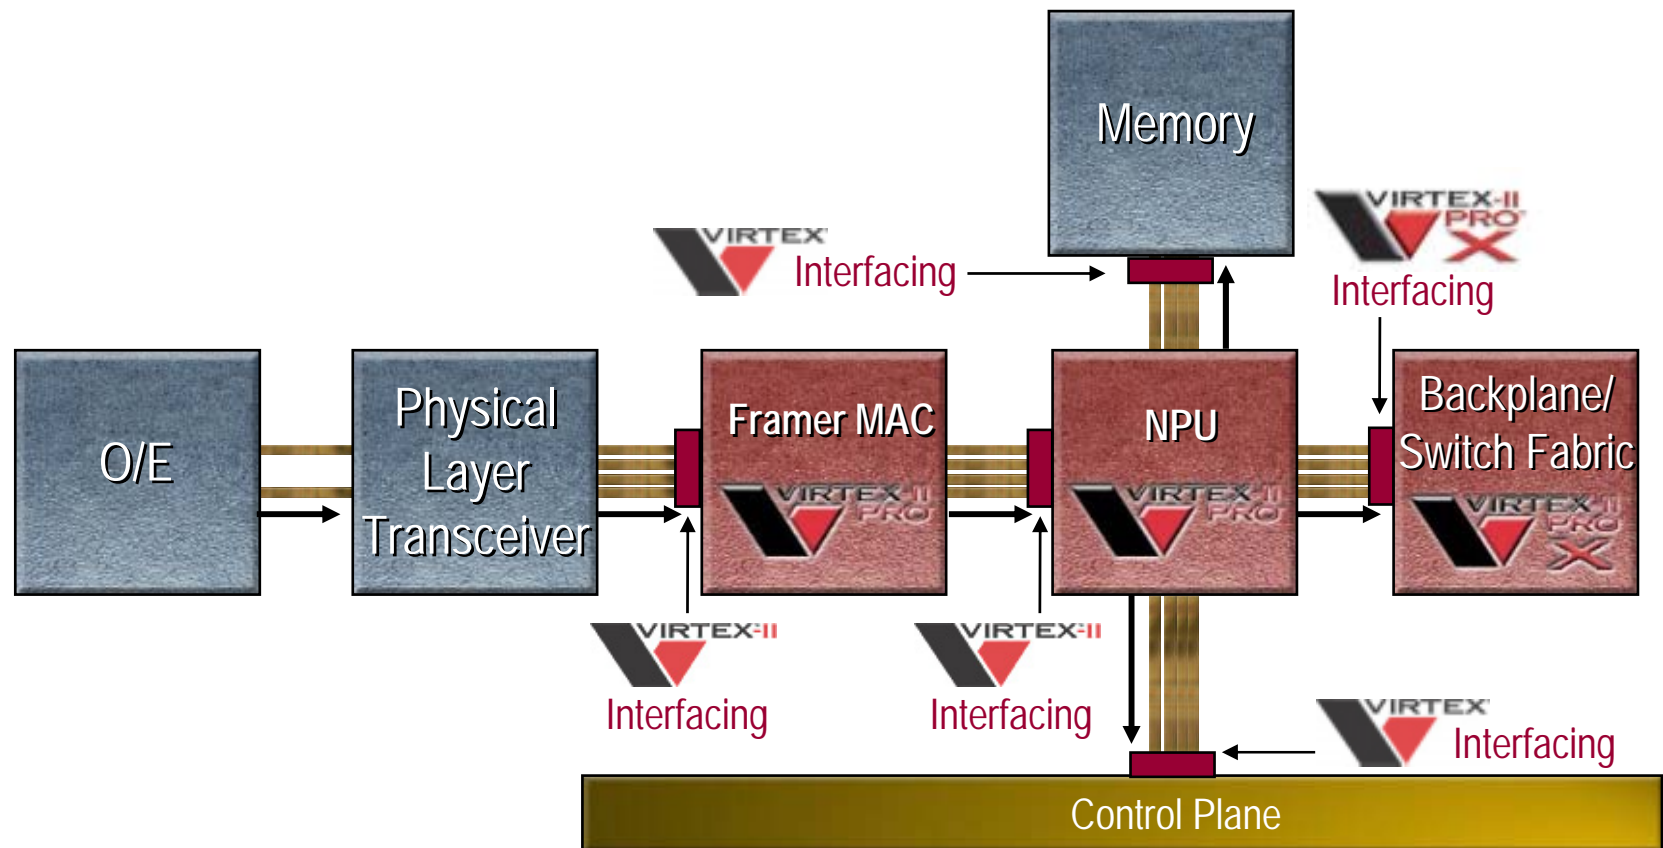 Memory
VIRTEX
Interfacing
VIRTEX-II
PRO
X
Interfacing
O/E
Physical
Layer
Transceiver
Framer MAC
VIRTEX-II
PRO
NPU
VIRTEX-II
PRO
Backplane/
Switch Fabric
VIRTEX-II
PRO
X
VIRTEX-II
Interfacing
VIRTEX-II
Interfacing
VIRTEX
Interfacing
Control Plane